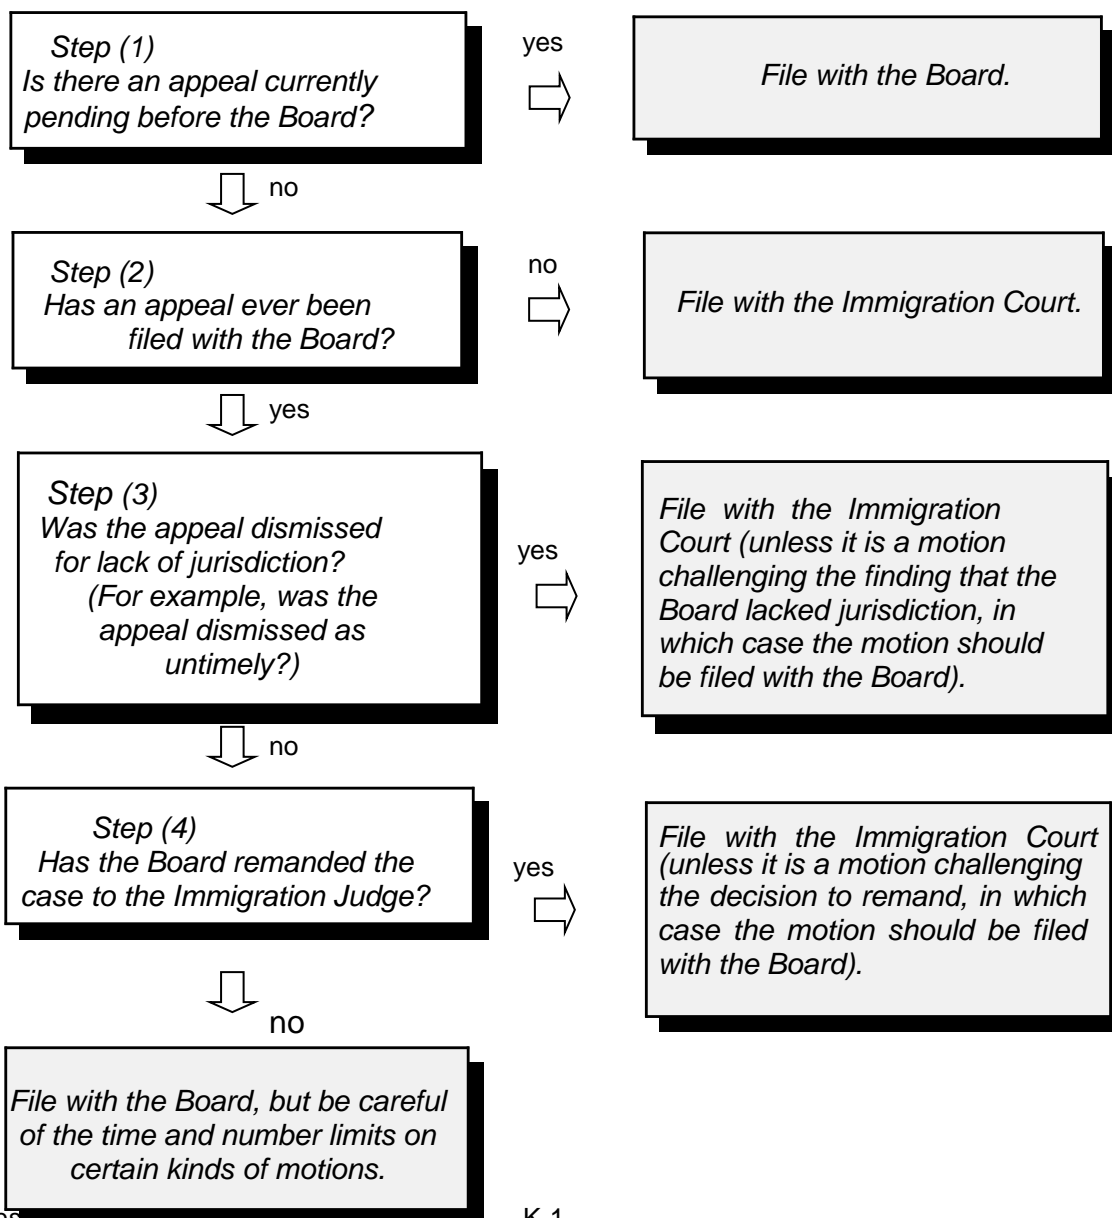 Step (1)
Is there an appeal currently
pending before the Board?
yes
File with the Board.
no
Step (2)
Has an appeal ever been
filed with the Board?
no
File with the Immigration Court.
yes
Step (3)
Was the appeal dismissed
for lack of jurisdiction?
(For example, was the
appeal dismissed as
untimely?)
yes
File with the Immigration
Court (unless it is a motion
challenging the finding that the
Board lacked jurisdiction, in
which case the motion should
be filed with the Board).
no
Step (4)
Has the Board remanded the
case to the Immigration Judge?
yes
File with the Immigration Court
(unless it is a motion challenging
the decision to remand, in which
case the motion should be filed
with the Board).
no
File with the Board, but be careful
of the time and number limits on
certain kinds of motions.
K-1